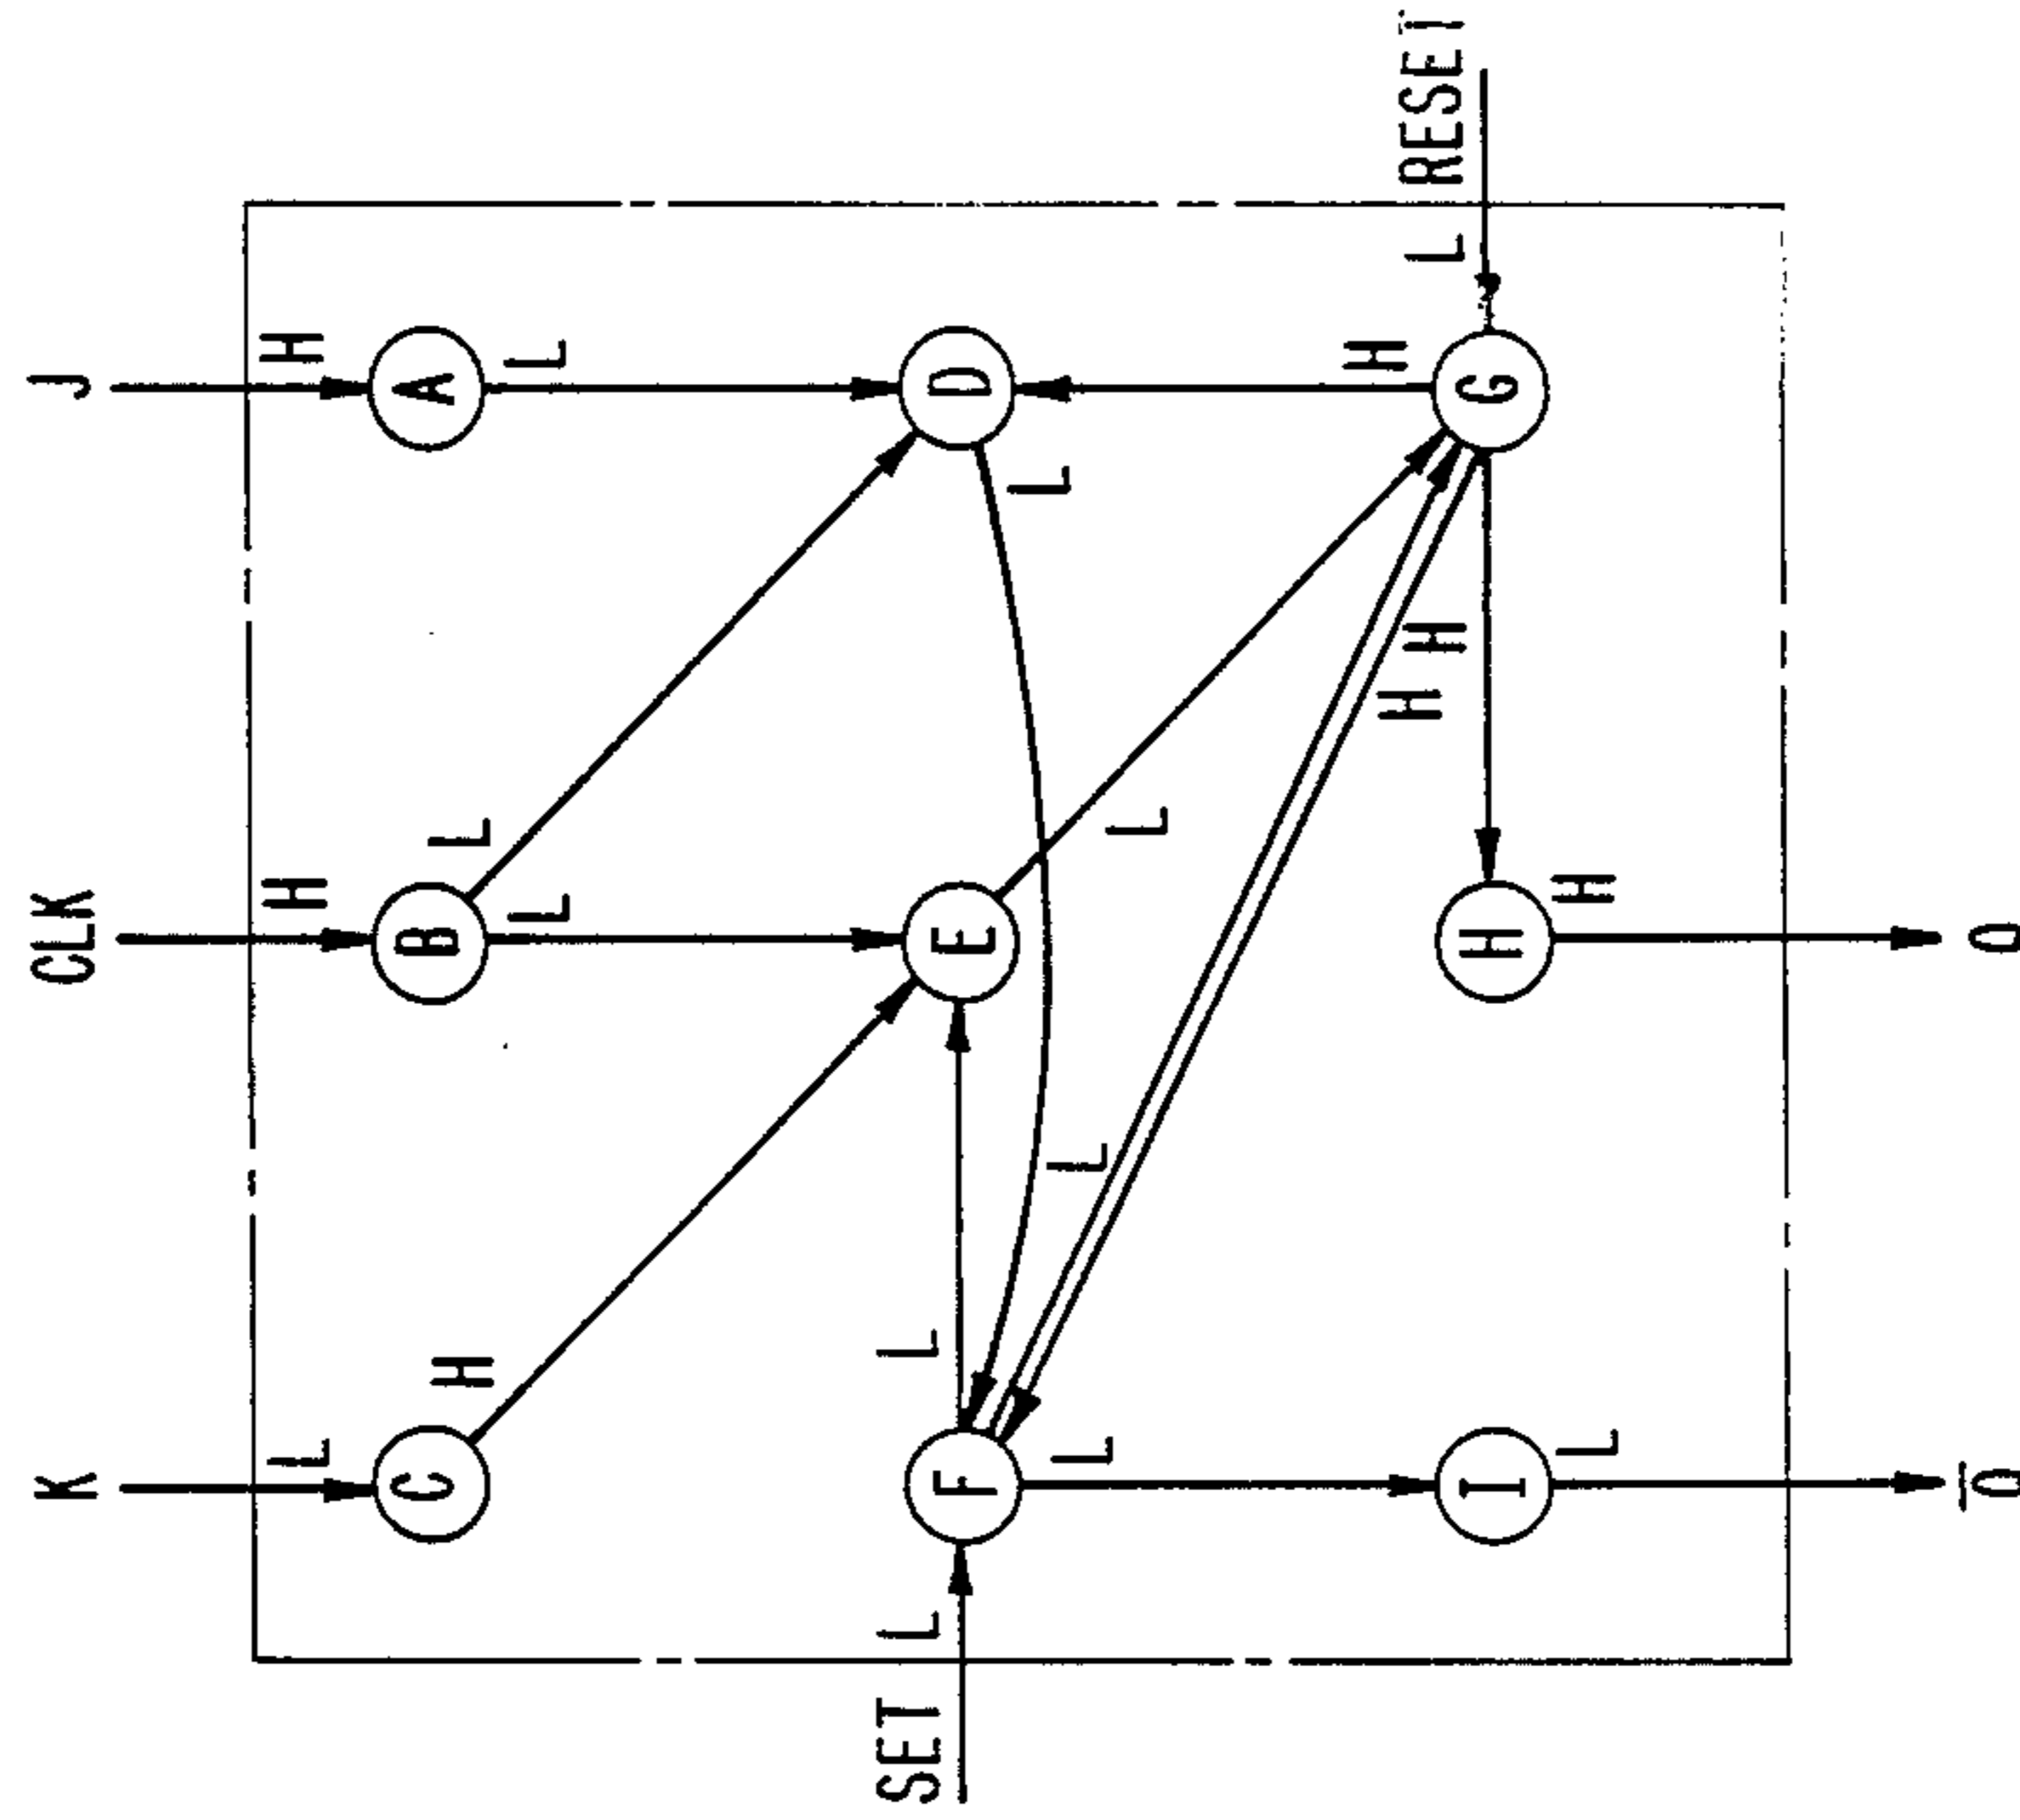 K CLK J
L H H
C B A
H L
L L
SET L L
F E D
L L L L
H H H L RESET
I H G
L H
Q̅ Q